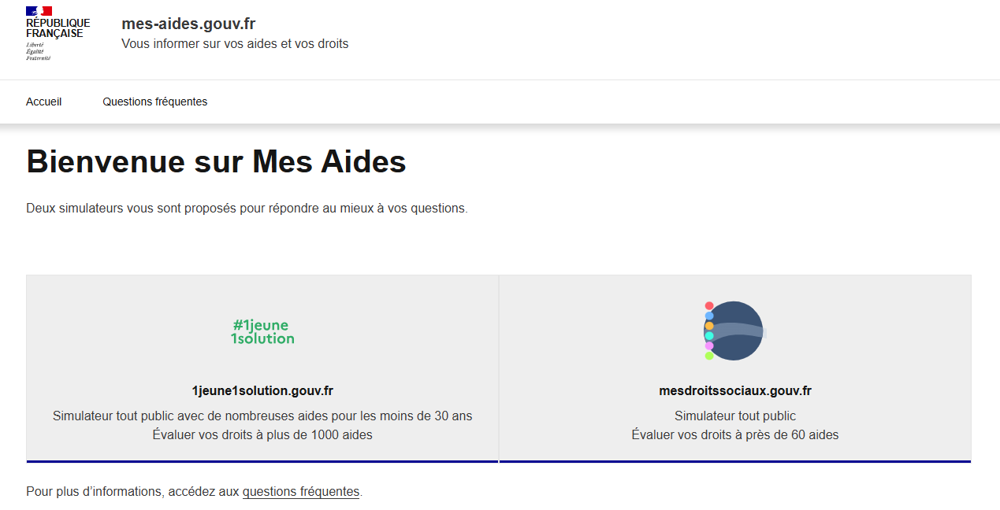 RÉPUBLIQUE
FRANÇAISE
Liberté
Égalité
Fraternité
mes-aides.gouv.fr
Vous informer sur vos aides et vos droits
Accueil
Questions fréquentes
Bienvenue sur Mes Aides
Deux simulateurs vous sont proposés pour répondre au mieux à vos questions.
#1jeune
1solution
1jeune1solution.gouv.fr
Simulateur tout public avec de nombreuses aides pour les moins de 30 ans
Évaluer vos droits à plus de 1000 aides
mesdroitssociaux.gouv.fr
Simulateur tout public
Évaluer vos droits à près de 60 aides
Pour plus d’informations, accédez aux questions fréquentes.